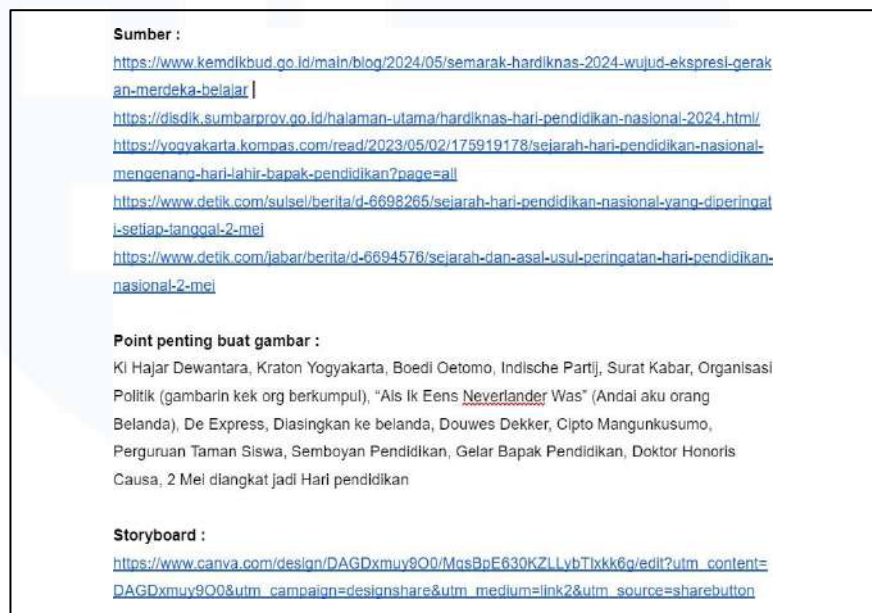 Sumber :
https://www.kemdikbud.go.id/main/blog/2024/05/semarak-hardiknas-2024-wujud-ekspresi-gerak
an-merdeka-belajar
https://disdik.sumbarprov.go.id/halaman-utama/hardiknas-hari-pendidikan-nasional-2024.html/
https://yogyakarta.kompas.com/read/2023/05/02/175919178/sejarah-hari-pendidikan-nasional-
mengenang-hari-lahir-bapak-pendidikan?page=all
https://www.detik.com/sulsel/berita/d-6698265/sejarah-hari-pendidikan-nasional-yang-diperingat
i-setiap-tanggal-2-mei
https://www.detik.com/jabar/berita/d-6694576/sejarah-dan-asal-usul-peringatan-hari-pendidikan-
nasional-2-mei
Point penting buat gambar :
Ki Hajar Dewantara, Kraton Yogyakarta, Boedi Oetomo, Indische Partij, Surat Kabar, Organisasi
Politik (gambarin kek org berkumpul), “Als Ik Eens Neverlander Was” (Andai aku orang
Belanda), De Express, Diasingkan ke belanda, Douwes Dekker, Cipto Mangunkusumo,
Perguruan Taman Siswa, Semboyan Pendidikan, Gelar Bapak Pendidikan, Doktor Honoris
Causa, 2 Mei diangkat jadi Hari pendidikan
Storyboard :
https://www.canva.com/design/DAGDxmuy9O0/MqsBpE630KZLLybTIxkk6g/edit?utm_content=
DAGDxmuy9O0&utm_campaign=designshare&utm_medium=link2&utm_source=sharebutton